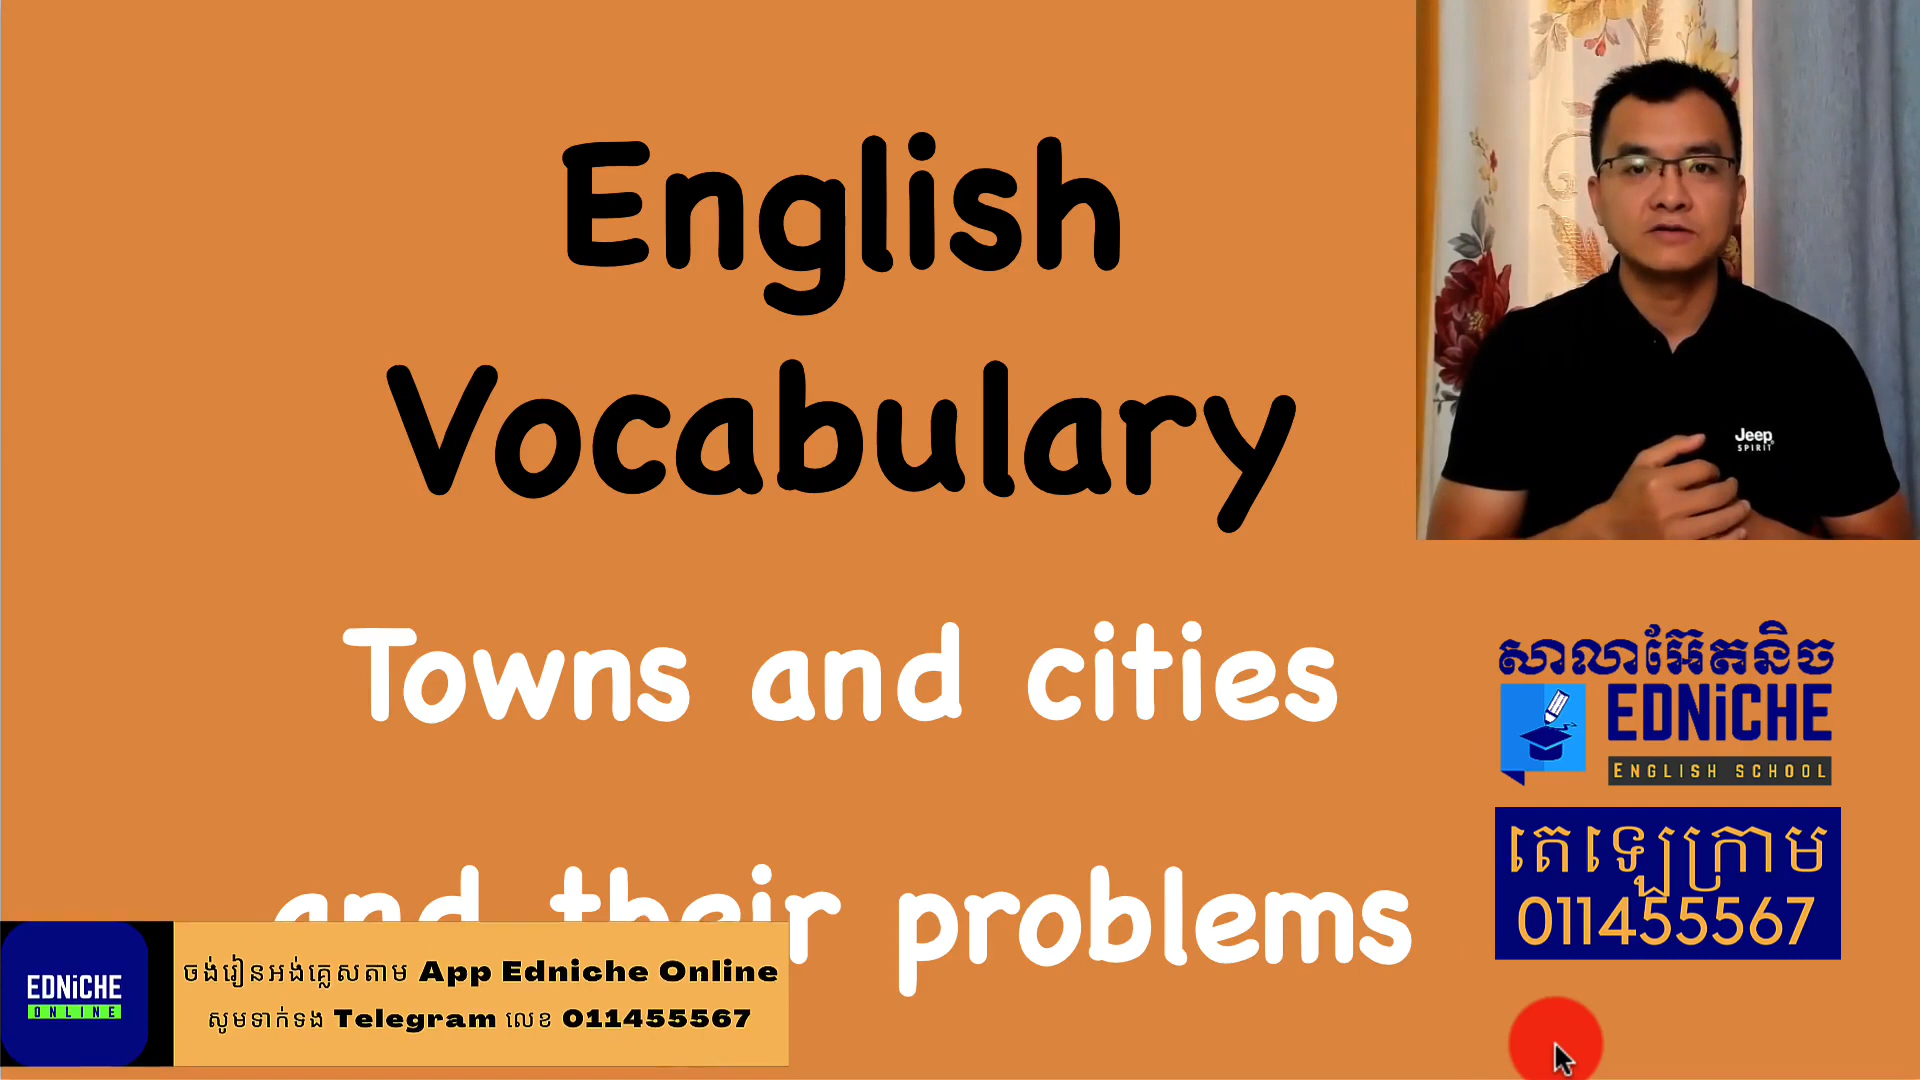 English
Vocabulary
Towns and cities
and their problems
Jeep
SPIRIT
សាលាអ៊ែតនិច
EDNiCHE
ENGLISH SCHOOL
តេឡេក្រាម
011455567
EDNiCHE
ONLINE
ចង់រៀនអង់គ្លេសតាម App Edniche Online
សូមទាក់ទង Telegram លេខ 011455567